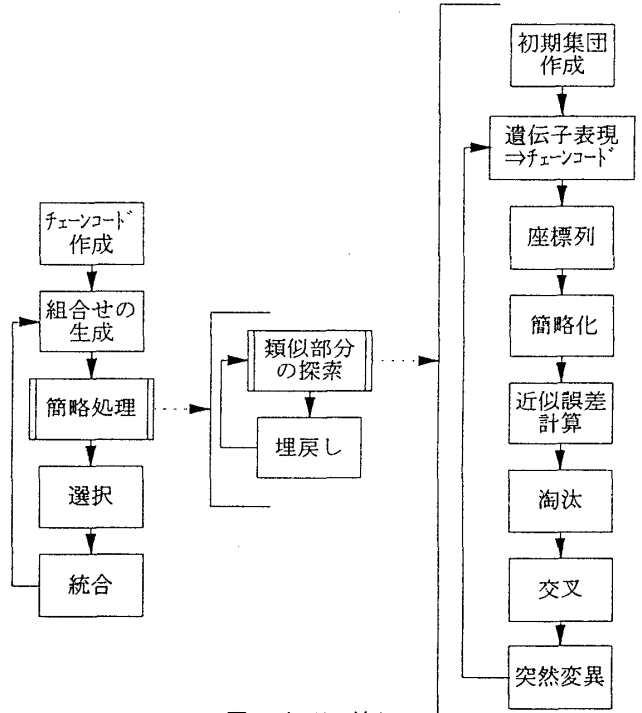 チェーンコード
作成
組合せの
生成
簡略処理
選択
統合
類似部分
の探索
埋戻し
初期集団
作成
遺伝子表現
⇒チェーンコード
座標列
簡略化
近似誤差
計算
淘汰
交叉
突然変異